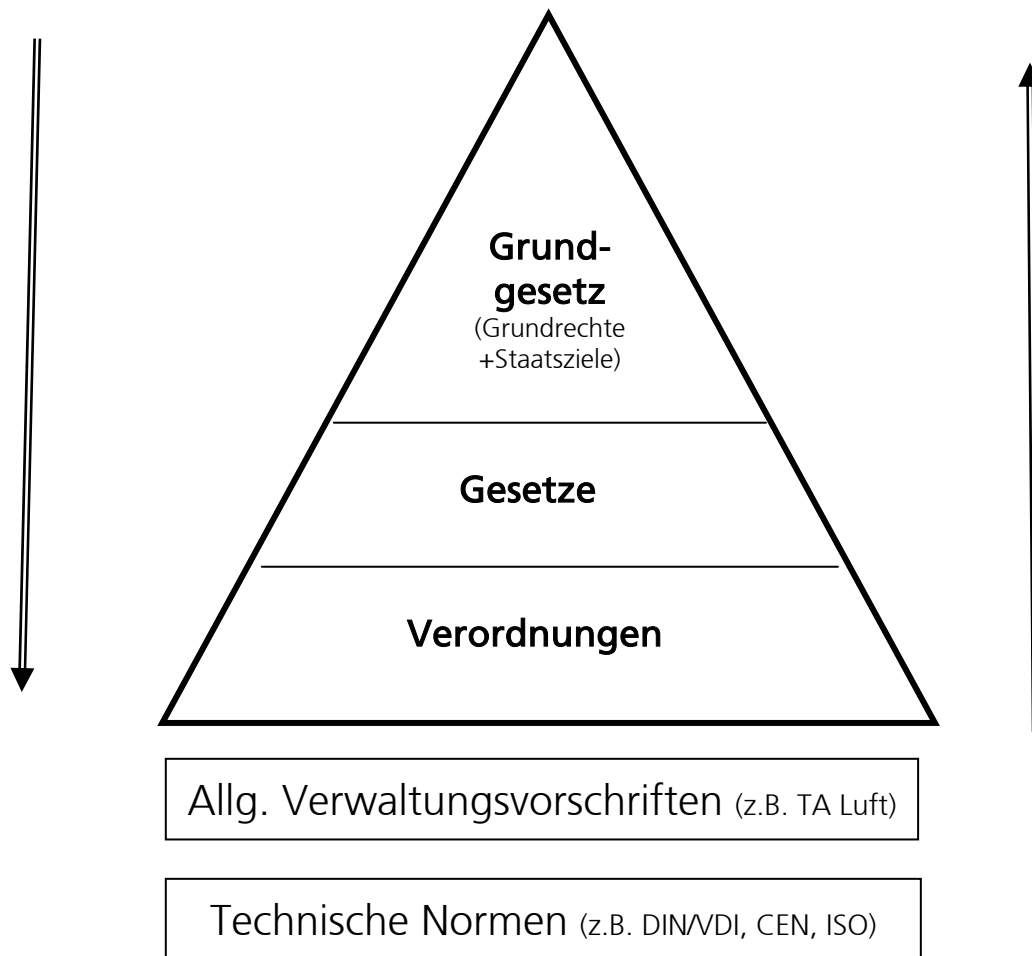 Grund-
gesetz
(Grundrechte
+Staatsziele)
Gesetze
Verordnungen
Allg. Verwaltungsvorschriften (z.B. TA Luft)
Technische Normen (z.B. DIN/VDI, CEN, ISO)